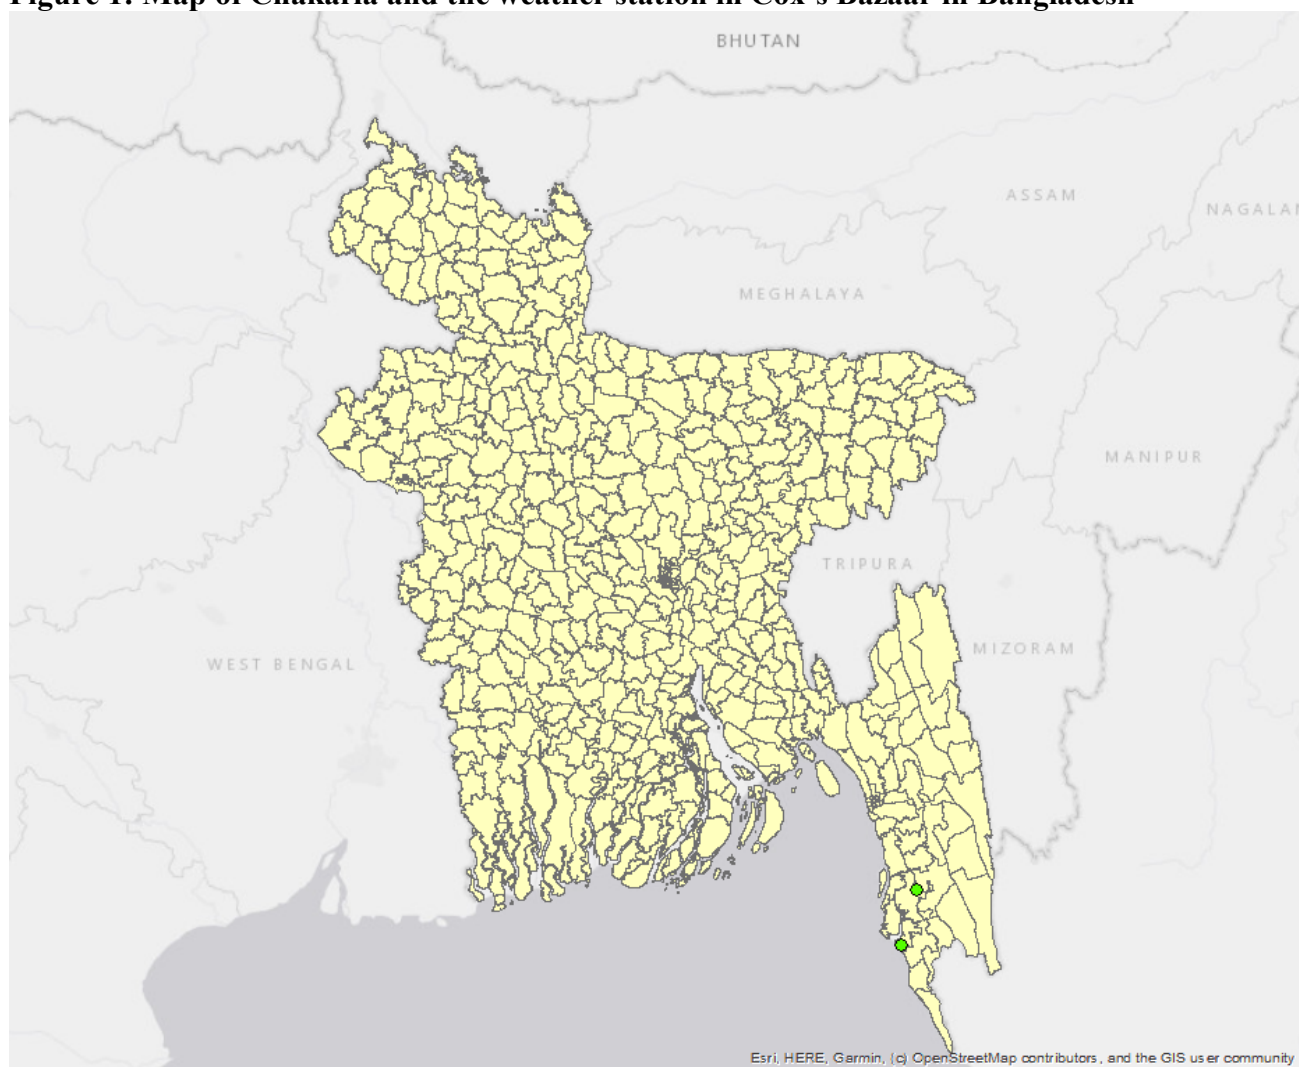 Figure 1: Map of Chakaria and the weather station in Cox's Bazaar in Bangladesh
BHUTAN
ASSAM
NAGALAN
MEGHALAYA
MANIPUR
TRIPURA
MIZORAM
WEST BENGAL
Esri, HERE, Garmin, (c) OpenStreetMap contributors, and the GIS user community